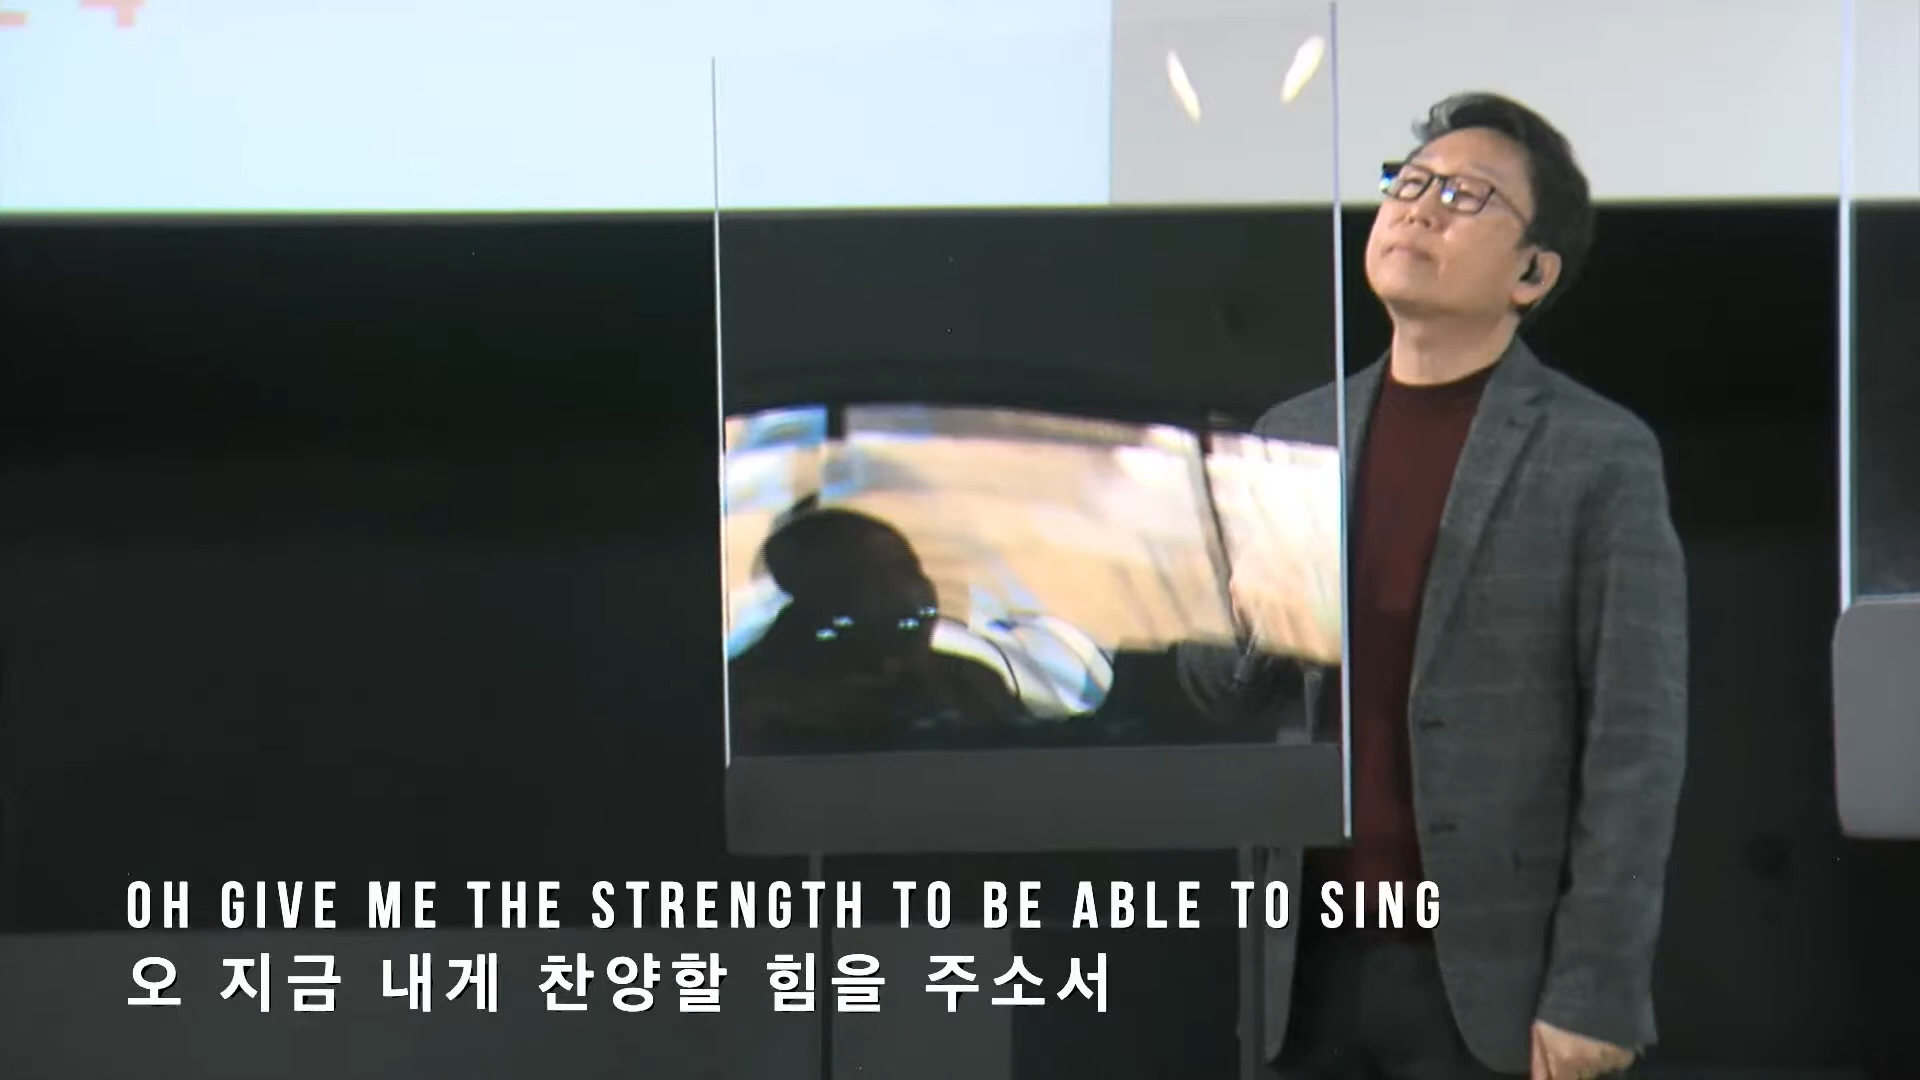 OH GIVE ME THE STRENGTH TO BE ABLE TO SING
오 지금 내게 찬양할 힘을 주소서